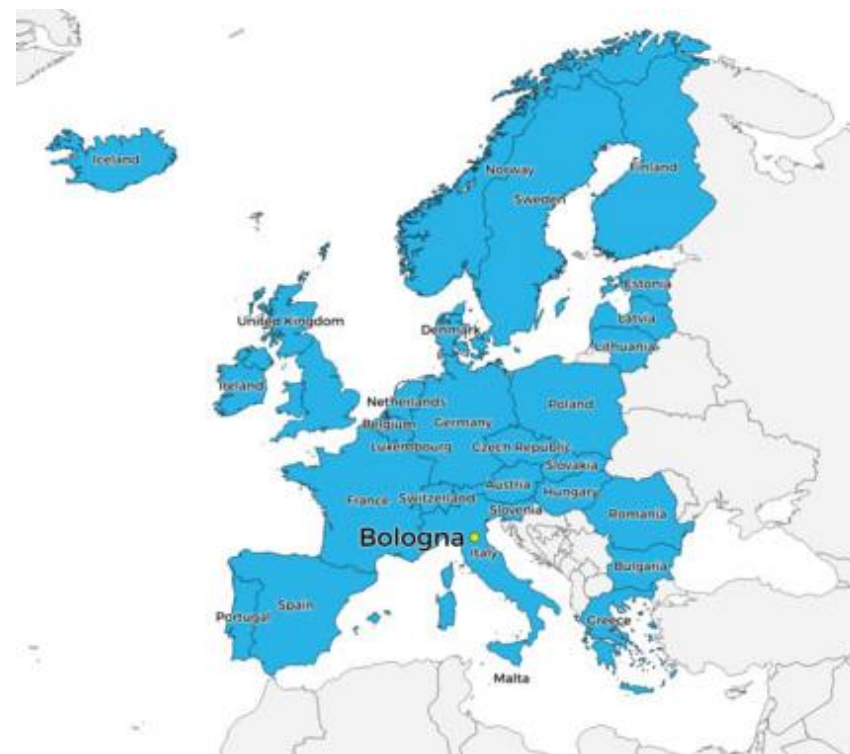 Iceland
Norway
Finland
Sweden
Estonia
Latvia
United Kingdom
Denmark
Lithuania
Ireland
Netherlands
Poland
Belgium
Germany
Luxembourg
Czech Republic
Slovakia
Austria
Hungary
France
Switzerland
Slovenia
Romania
Bologna
Italy
Bulgaria
Spain
Portugal
Greece
Malta